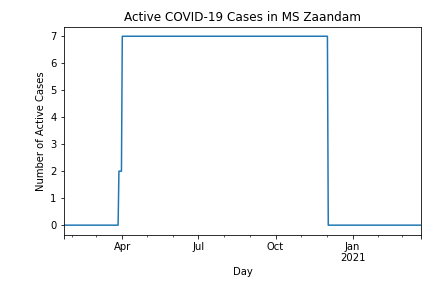 Active COVID-19 Cases in MS Zaandam
Number of Active Cases
7
6
5
4
3
2
1
0
Apr
Jul
Oct
Jan
2021
Day